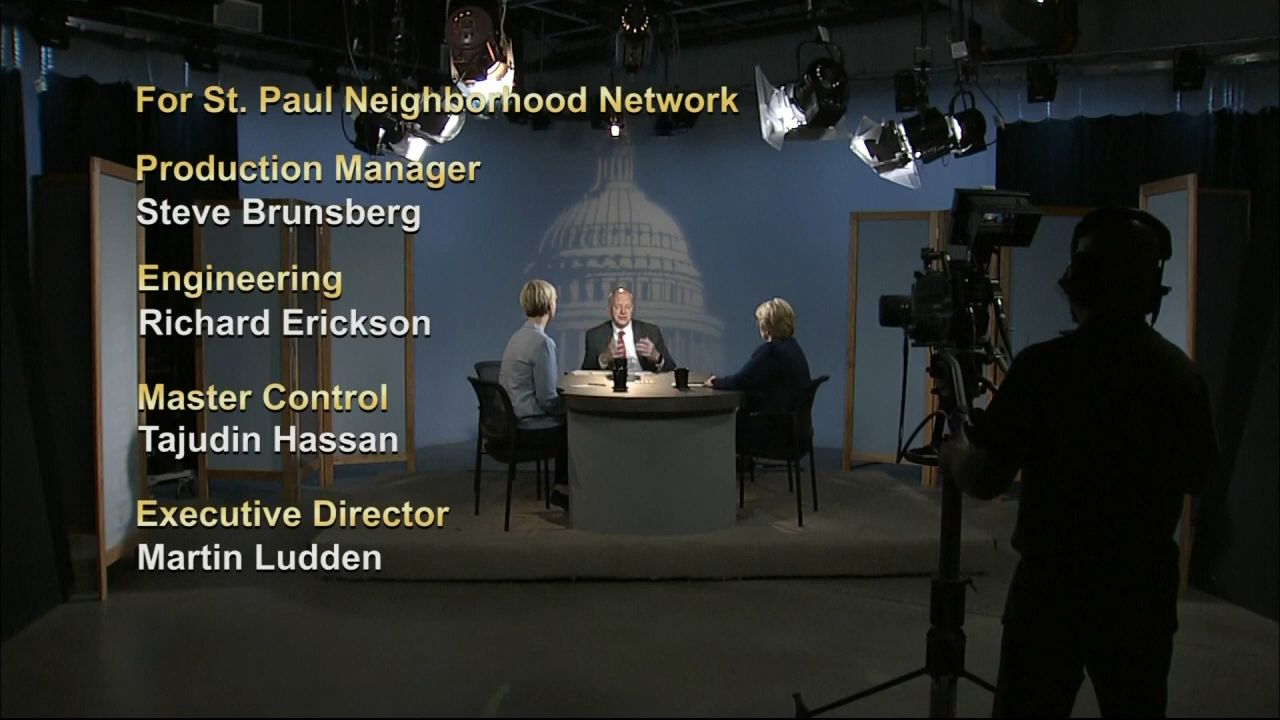 For St. Paul Neighborhood Network
Production Manager
Steve Brunsberg
Engineering
Richard Erickson
Master Control
Tajudin Hassan
Executive Director
Martin Ludden